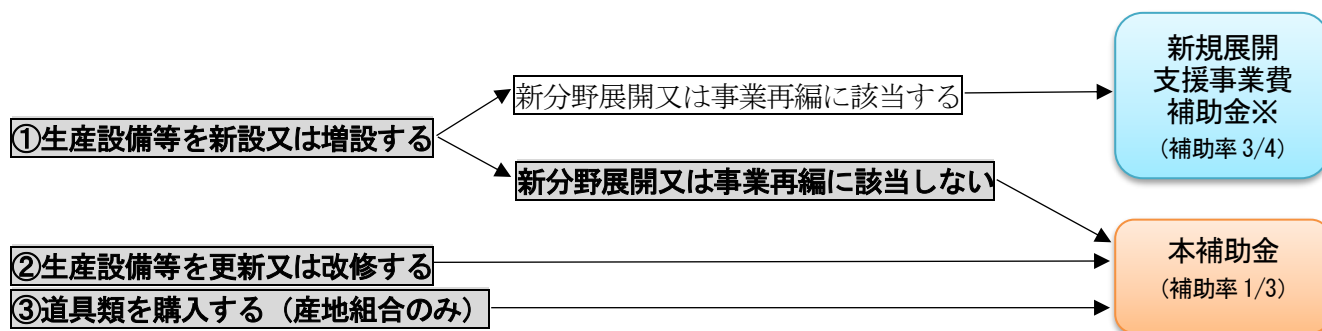 新規展開
支援事業費
補助金※
（補助率 3/4）
新分野展開又は事業再編に該当する
①生産設備等を新設又は増設する
新分野展開又は事業再編に該当しない
②生産設備等を更新又は改修する
③道具類を購入する（産地組合のみ）
本補助金
（補助率 1/3）